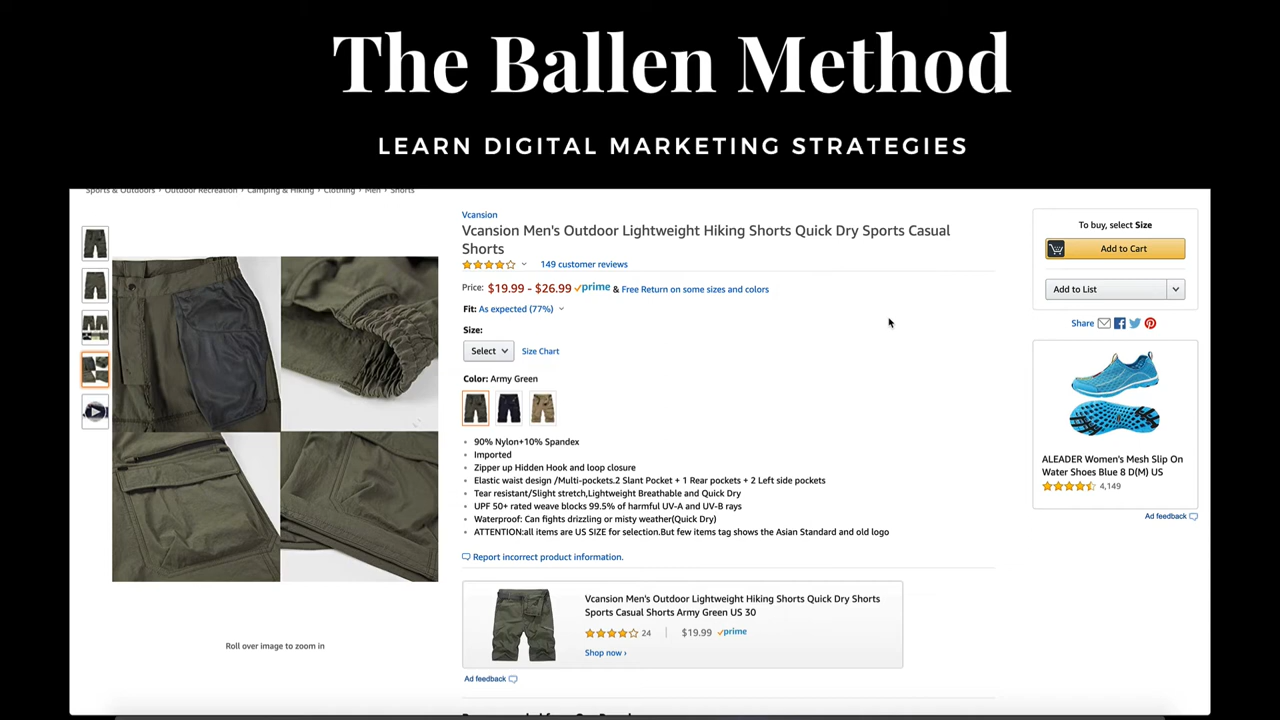 The Ballen Method
LEARN DIGITAL MARKETING STRATEGIES
Sports & Outdoors › Outdoor Recreation › Camping & Hiking › Clothing › Men › Shorts
Vcansion
Vcansion Men's Outdoor Lightweight Hiking Shorts Quick Dry Sports Casual
Shorts
149 customer reviews
Price: $19.99 - $26.99 prime & Free Return on some sizes and colors
Fit: As expected (77%)
Size:
Select
Size Chart
Color: Army Green
90% Nylon+10% Spandex
Imported
Zipper up Hidden Hook and loop closure
Elastic waist design /Multi-pockets.2 Slant Pocket + 1 Rear pockets + 2 Left side pockets
Tear resistant/Slight stretch,Lightweight Breathable and Quick Dry
UPF 50+ rated weave blocks 99.5% of harmful UV-A and UV-B rays
Waterproof: Can fights drizzling or misty weather(Quick Dry)
ATTENTION:all items are US SIZE for selection.But few items tag shows the Asian Standard and old logo
Report incorrect product information.
Vcansion Men's Outdoor Lightweight Hiking Shorts Quick Dry Shorts
Sports Casual Shorts Army Green US 30
24 | $19.99 prime
Shop now ›
Ad feedback
Roll over image to zoom in
To buy, select Size
Add to Cart
Add to List
Share
ALEADER Women's Mesh Slip On
Water Shoes Blue 8 D(M) US
4,149
Ad feedback